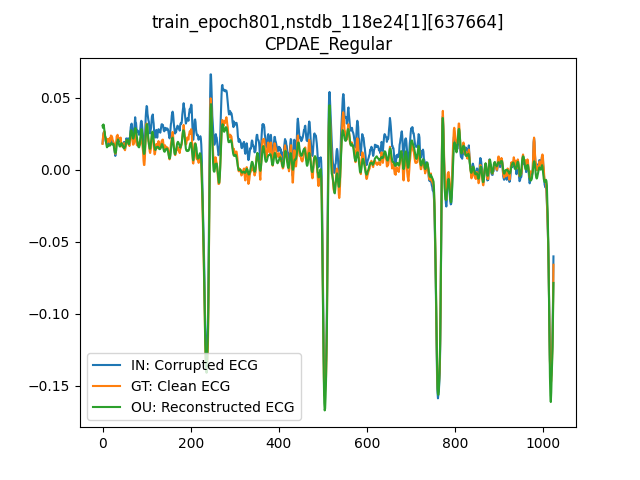 train_epoch801,nstdb_118e24[1][637664]
CPDAE_Regular
0.05
0.00
−0.05
−0.10
−0.15
IN: Corrupted ECG
GT: Clean ECG
OU: Reconstructed ECG
0 200 400 600 800 1000